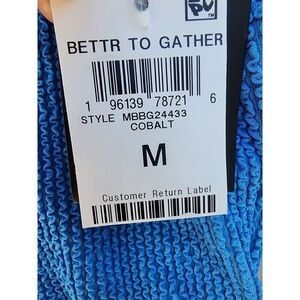 BETTR TO GATHER
1 96139 78721 6
STYLE MBBG24433
COBALT
M
Customer Return Label